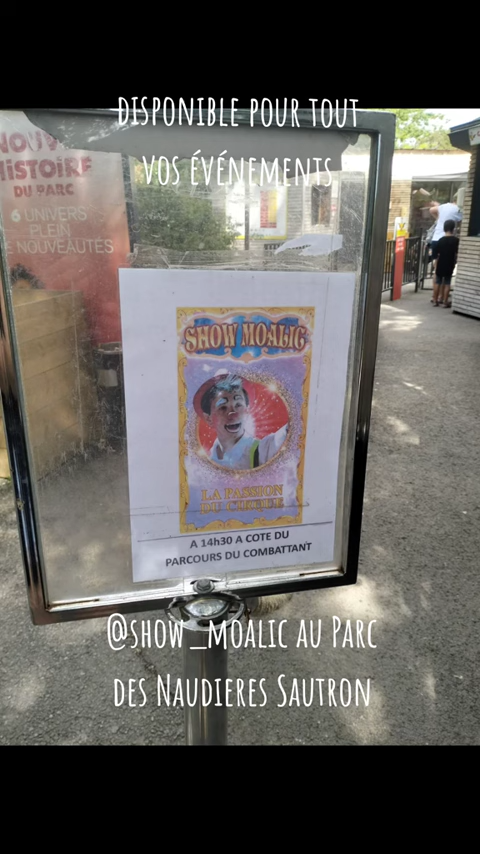 DISPONIBLE POUR TOUT
VOS ÉVÉNEMENTS
HISTOIRE
DU PARC
6 UNIVERS
PLEIN
NOUVEAUTÉS
SHOW MOALIC
LA PASSION
DU CIRQUE
A 14h30 A COTE DU
PARCOURS DU COMBATTANT
@SHOW_MOALIC AU PARC
DES NAUDIERES SAUTRON